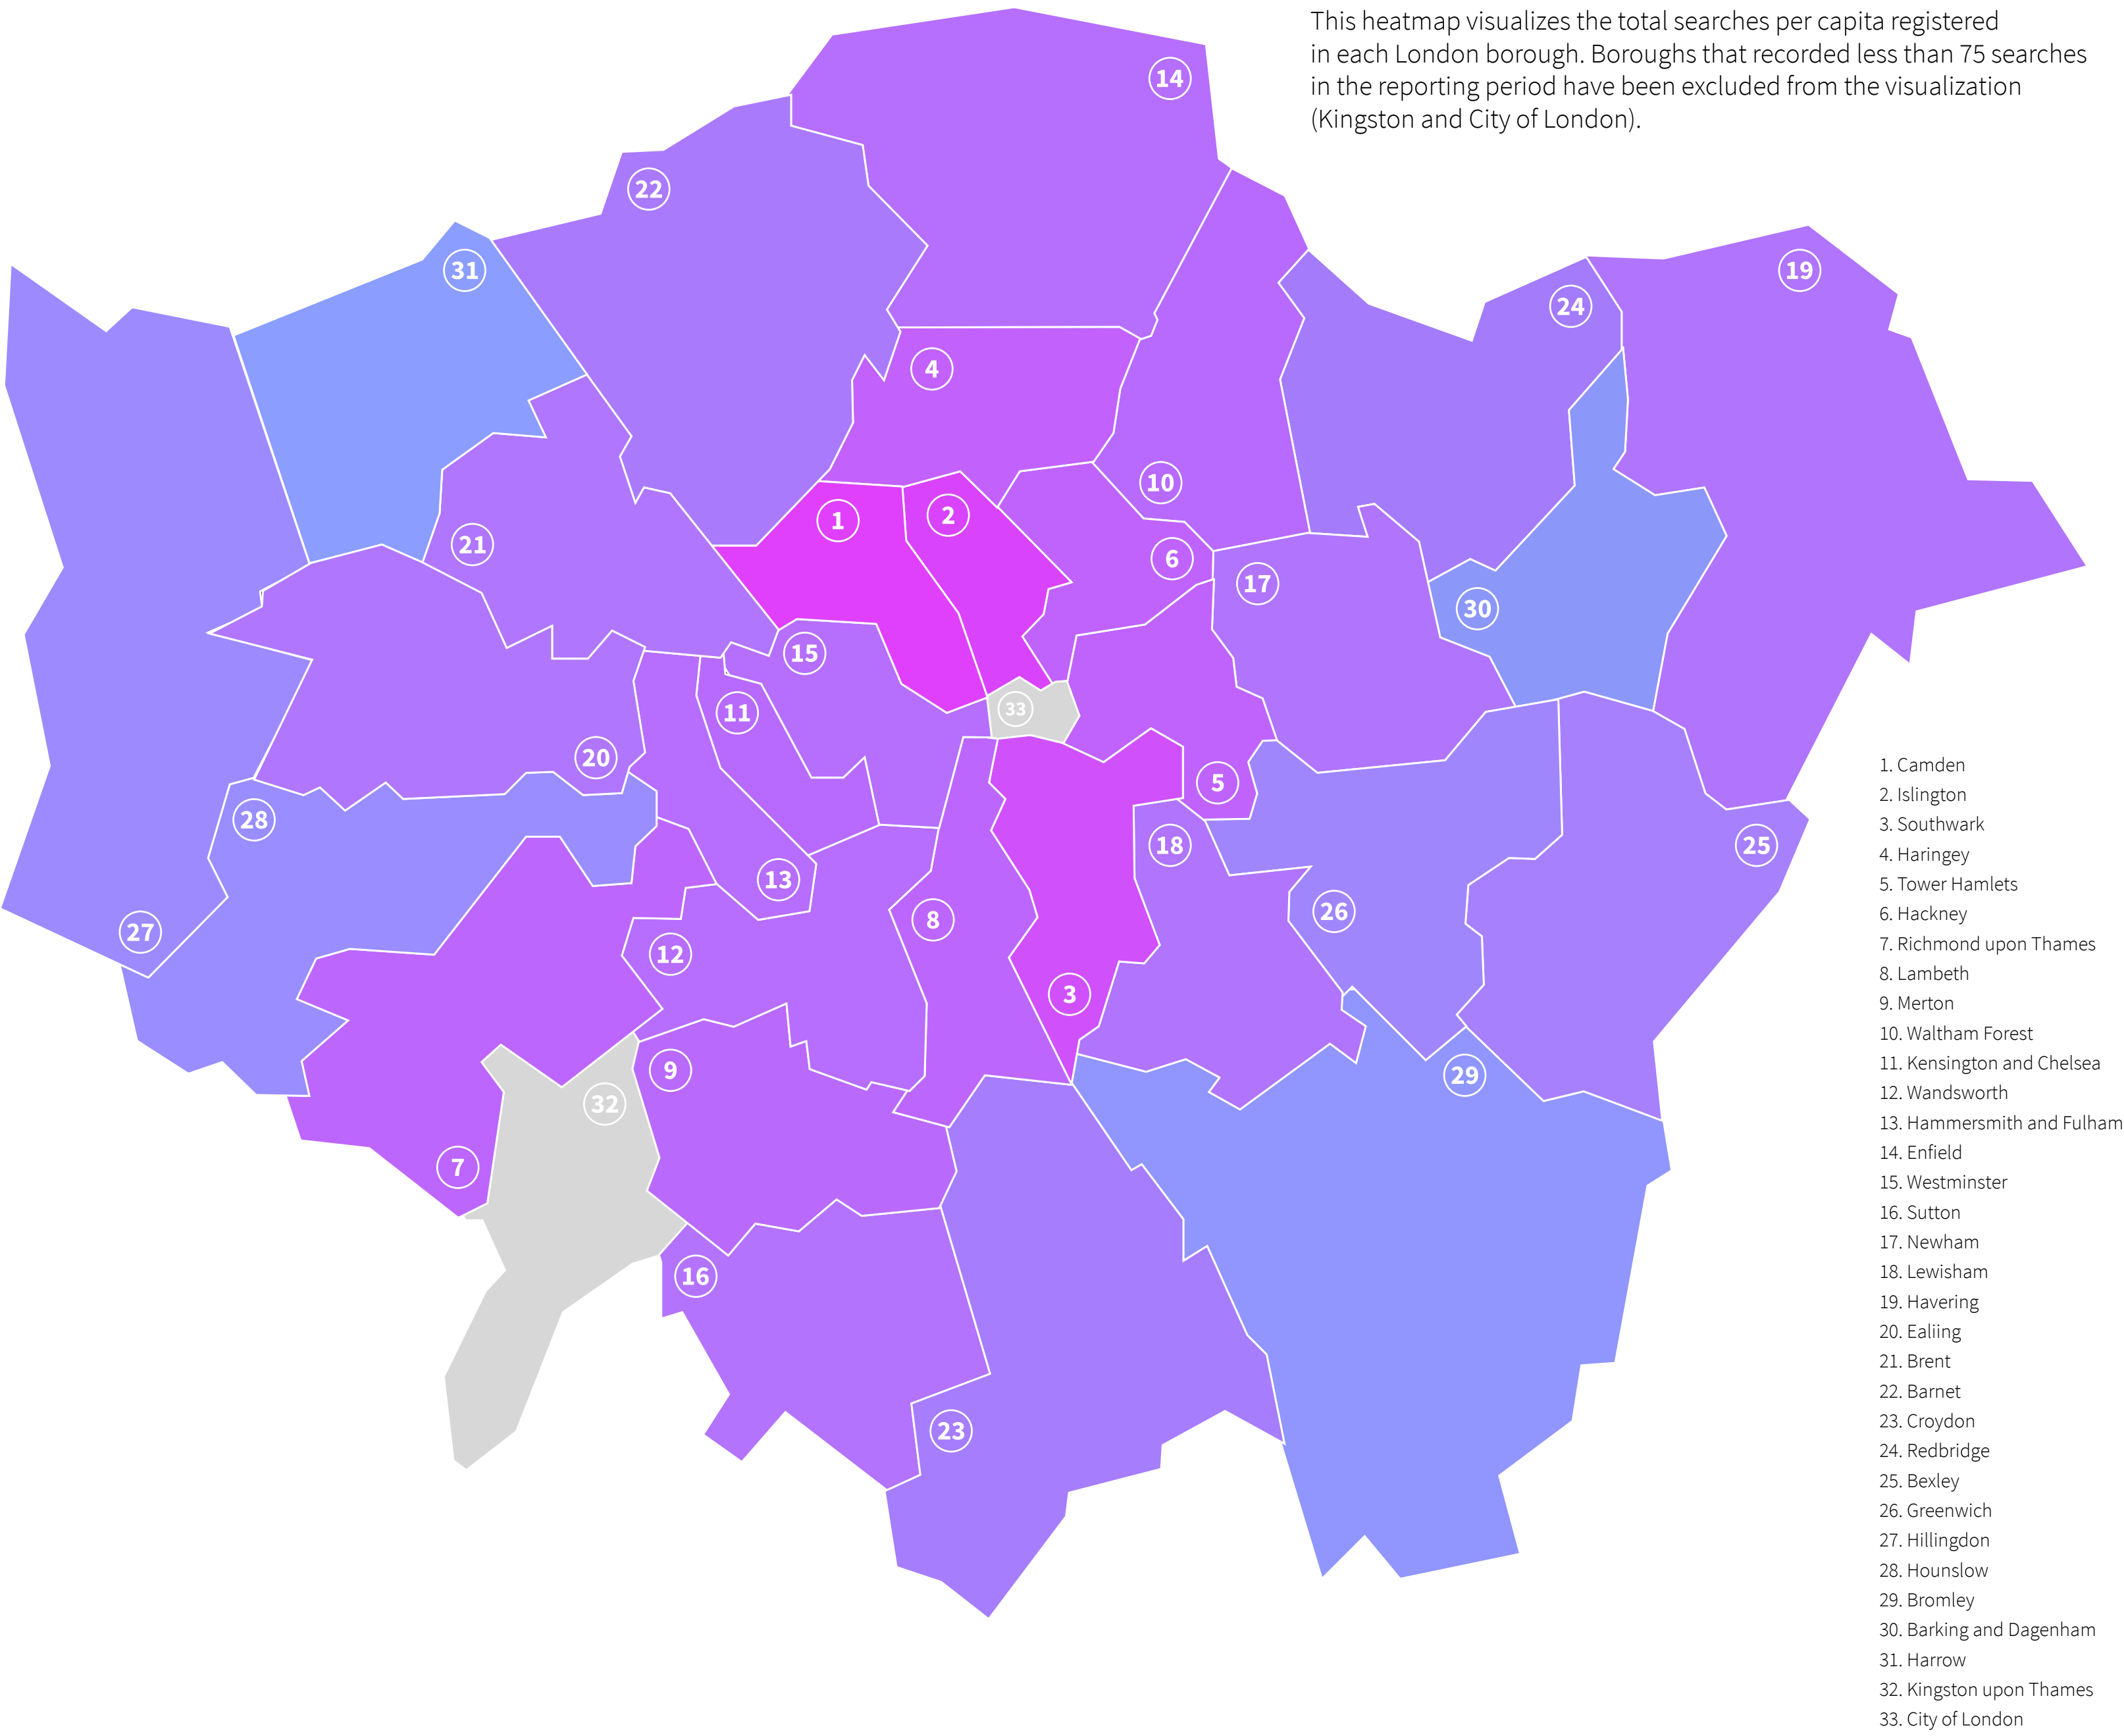 This heatmap visualizes the total searches per capita registered
in each London borough. Boroughs that recorded less than 75 searches
in the reporting period have been excluded from the visualization
(Kingston and City of London).
14
22
31
19
24
4
10
1
2
21
6
17
30
15
33
11
20
5
28
18
25
13
26
8
27
12
3
9
29
32
7
16
23
1. Camden
2. Islington
3. Southwark
4. Haringey
5. Tower Hamlets
6. Hackney
7. Richmond upon Thames
8. Lambeth
9. Merton
10. Waltham Forest
11. Kensington and Chelsea
12. Wandsworth
13. Hammersmith and Fulham
14. Enfield
15. Westminster
16. Sutton
17. Newham
18. Lewisham
19. Havering
20. Ealiing
21. Brent
22. Barnet
23. Croydon
24. Redbridge
25. Bexley
26. Greenwich
27. Hillingdon
28. Hounslow
29. Bromley
30. Barking and Dagenham
31. Harrow
32. Kingston upon Thames
33. City of London